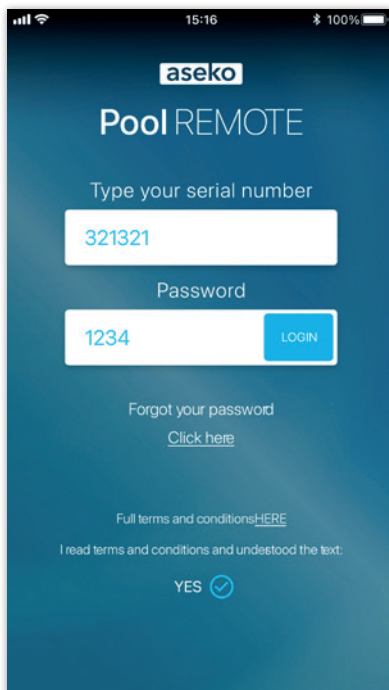 15:16
100%
aseko
Pool REMOTE
Type your serial number
321321
Password
1234
LOGIN
Forgot your password
Click here
Full terms and conditionsHERE
I read terms and conditions and understood the text:
YES